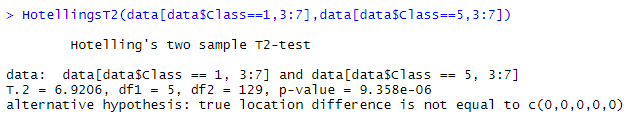 > HotellingsT2(data[data$Class==1,3:7],data[data$Class==5,3:7])
Hotelling's two sample T2-test
data:  data[data$Class == 1, 3:7] and data[data$Class == 5, 3:7]
T.2 = 6.9206, df1 = 5, df2 = 129, p-value = 9.358e-06
alternative hypothesis: true location difference is not equal to c(0,0,0,0,0)